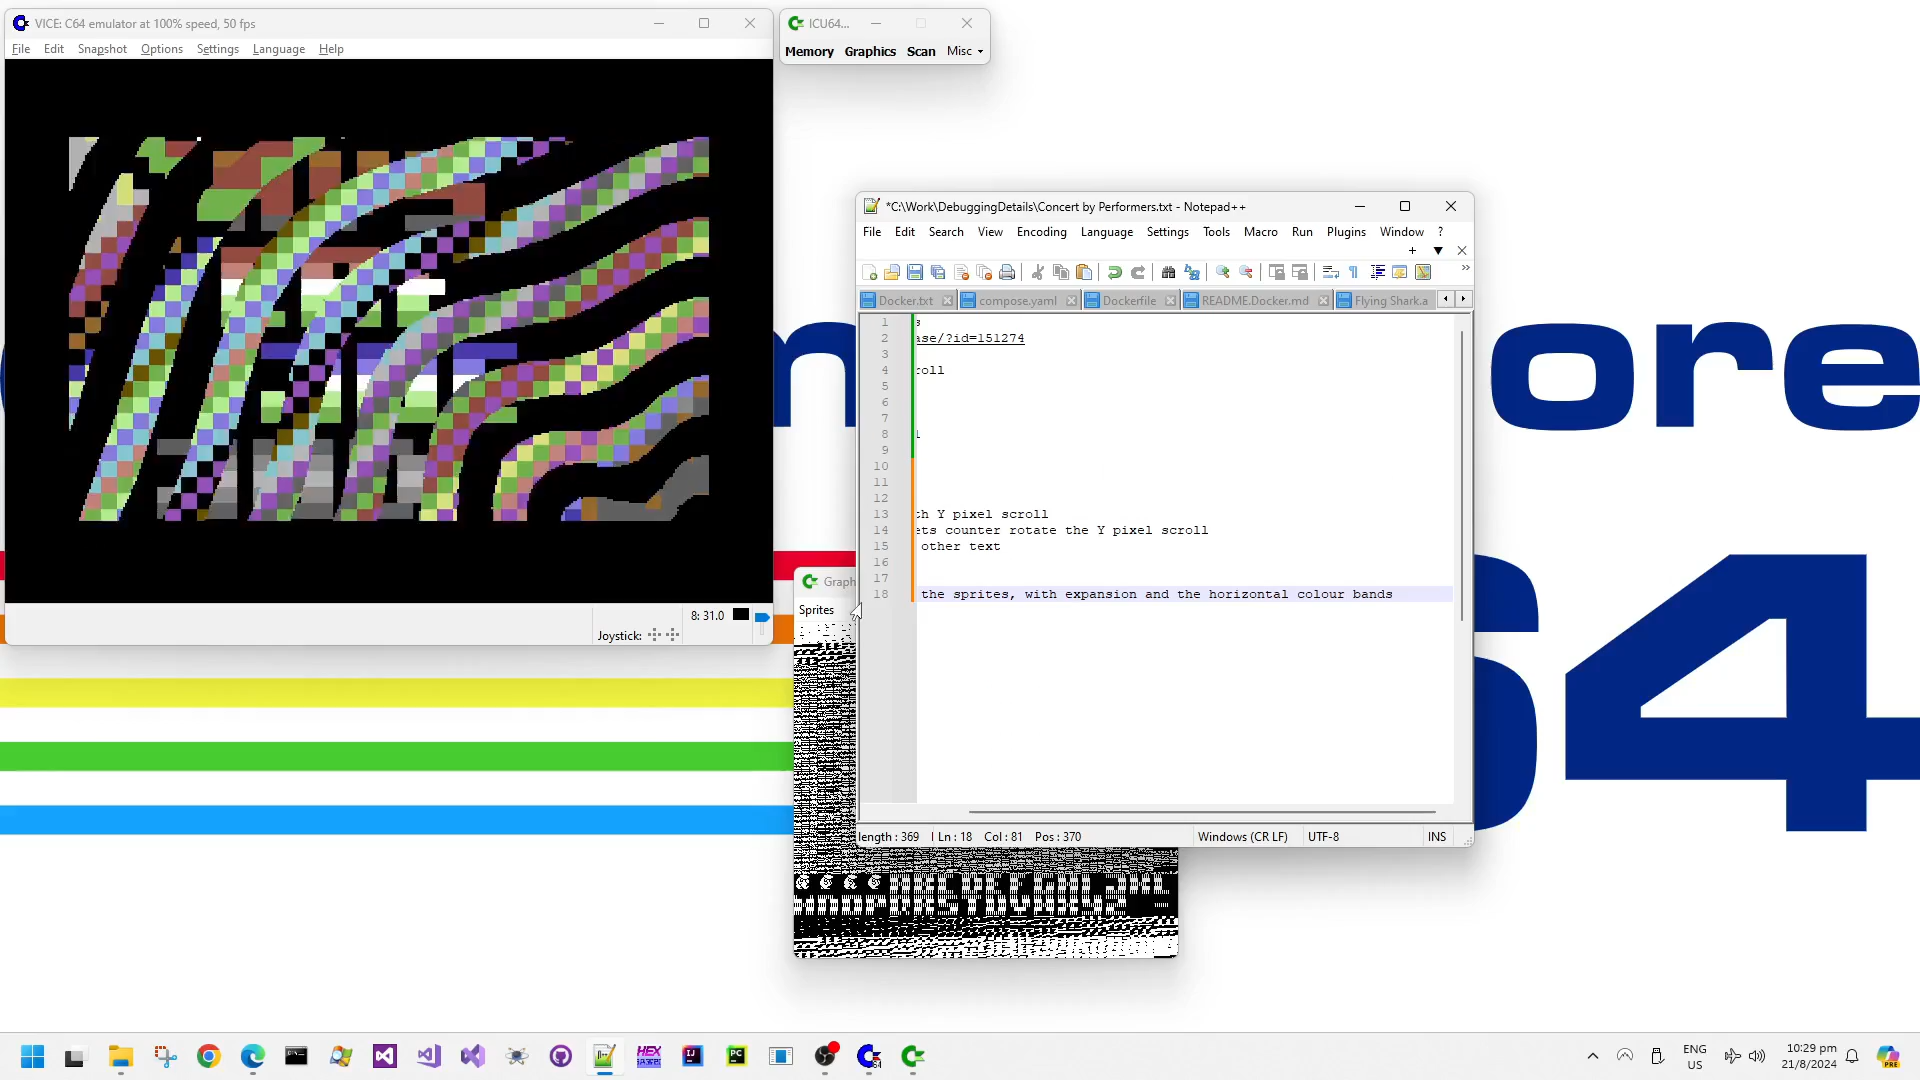 VICE: C64 emulator at 100% speed, 50 fps
File Edit Snapshot Options Settings Language Help
8: 31.0
Joystick:
ICU64...
Memory Graphics Scan Misc
*C:\Work\DebuggingDetails\Concert by Performers.txt - Notepad++
File Edit Search View Encoding Language Settings Tools Macro Run Plugins Window ?
Docker.txt compose.yaml Dockerfile README.Docker.md Flying Shark.a
1 s
2 ase/?id=151274
3
4 roll
5
6
7
8 l
9
10
11
12
13 th Y pixel scroll
14 ets counter rotate the Y pixel scroll
15 other text
16
17
18 the sprites, with expansion and the horizontal colour bands
length : 369 Ln : 18 Col : 81 Pos : 370 Windows (CR LF) UTF-8 INS
Graph
Sprites
64
ENG
US
10:29 pm
21/8/2024